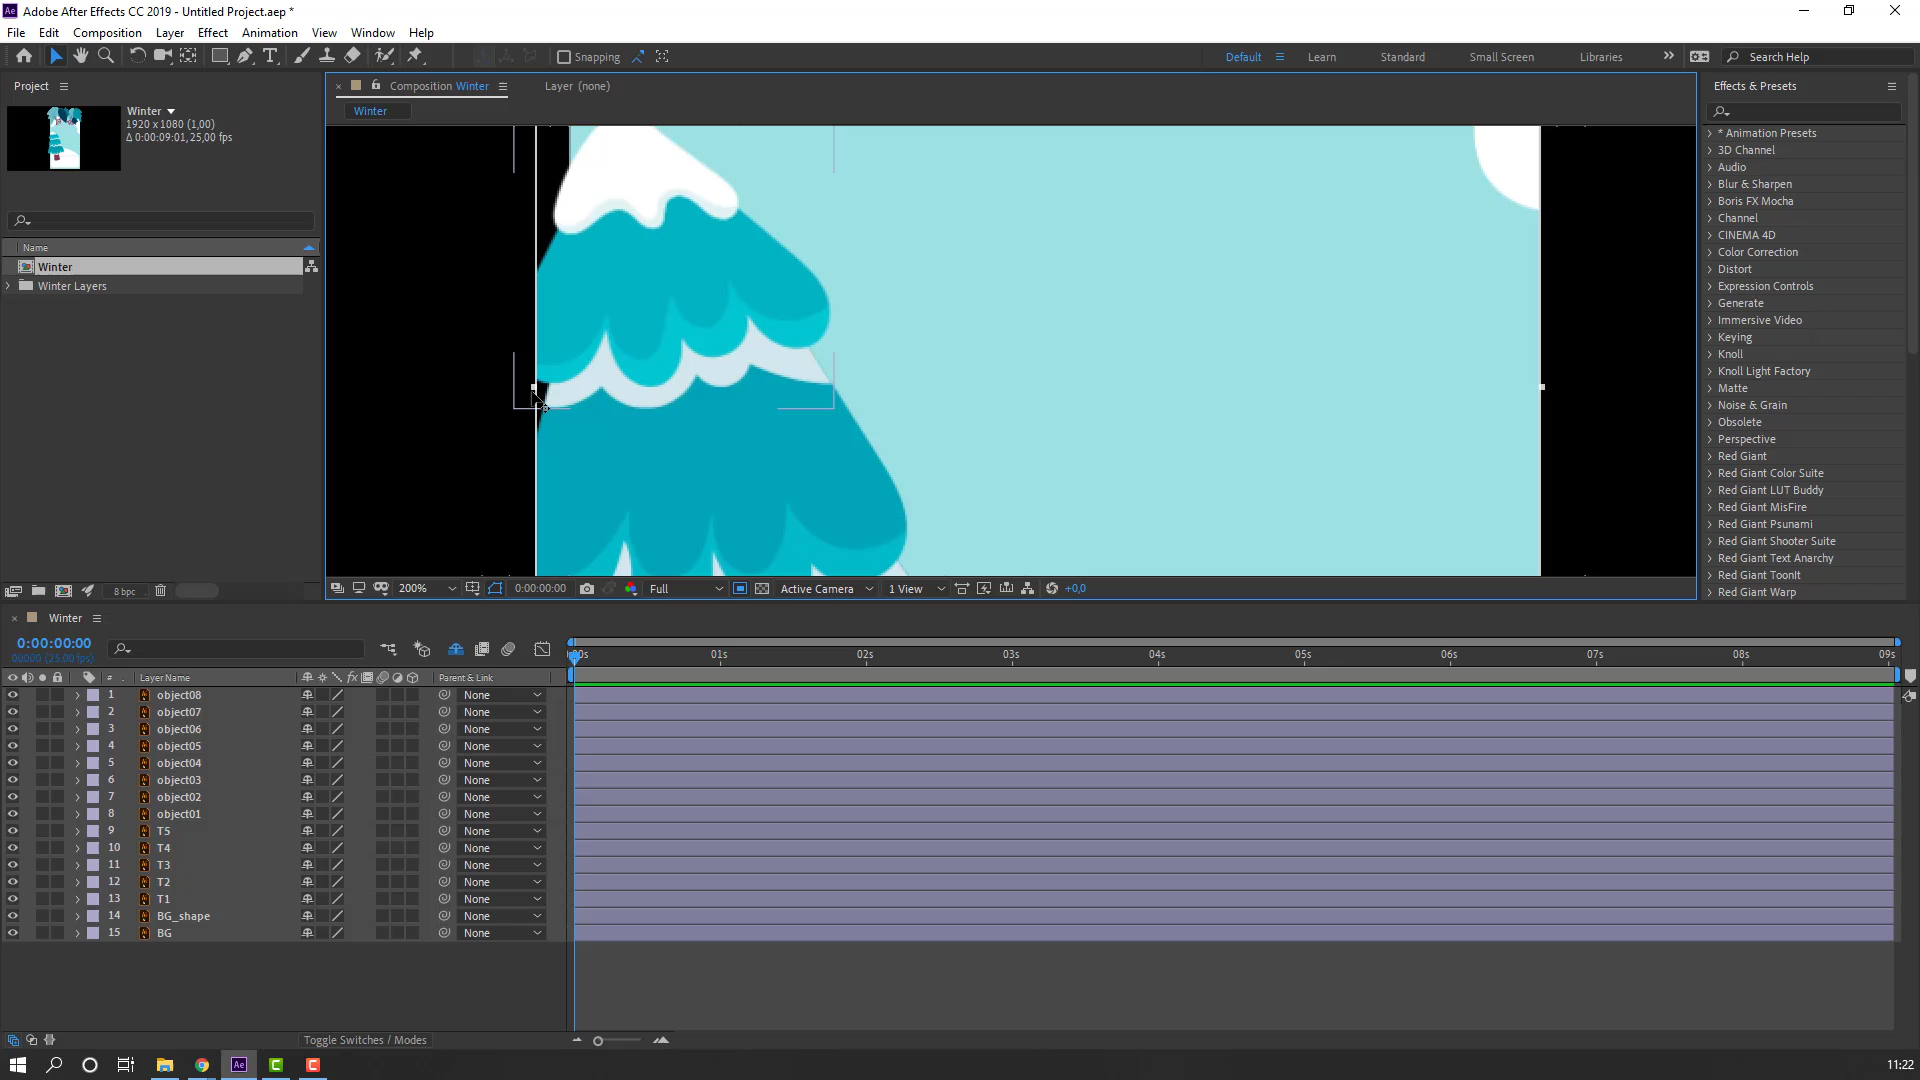 Adobe After Effects CC 2019 - Untitled Project.aep *
File Edit Composition Layer Effect Animation View Window Help
Snapping
Default Learn Standard Small Screen Libraries Search Help
Project
Composition Winter
Layer (none)
Effects & Presets
Winter
1920 x 1080 (1,00)
Δ 0:00:09:01, 25,00 fps
Winter
Name
Winter
Winter Layers
8 bpc
* Animation Presets
3D Channel
Audio
Blur & Sharpen
Boris FX Mocha
Channel
CINEMA 4D
Color Correction
Distort
Expression Controls
Generate
Immersive Video
Keying
Knoll
Knoll Light Factory
Matte
Noise & Grain
Obsolete
Perspective
Red Giant
Red Giant Color Suite
Red Giant LUT Buddy
Red Giant MisFire
Red Giant Psunami
Red Giant Shooter Suite
Red Giant Text Anarchy
Red Giant ToonIt
Red Giant Warp
200% 0:00:00:00 Full Active Camera 1 View +0,0
Winter
0:00:00:00
00000 (25.00 fps)
:00s 01s 02s 03s 04s 05s 06s 07s 08s 09s
# Layer Name Parent & Link
1 object08 None
2 object07 None
3 object06 None
4 object05 None
5 object04 None
6 object03 None
7 object02 None
8 object01 None
9 T5 None
10 T4 None
11 T3 None
12 T2 None
13 T1 None
14 BG_shape None
15 BG None
Toggle Switches / Modes
11:22